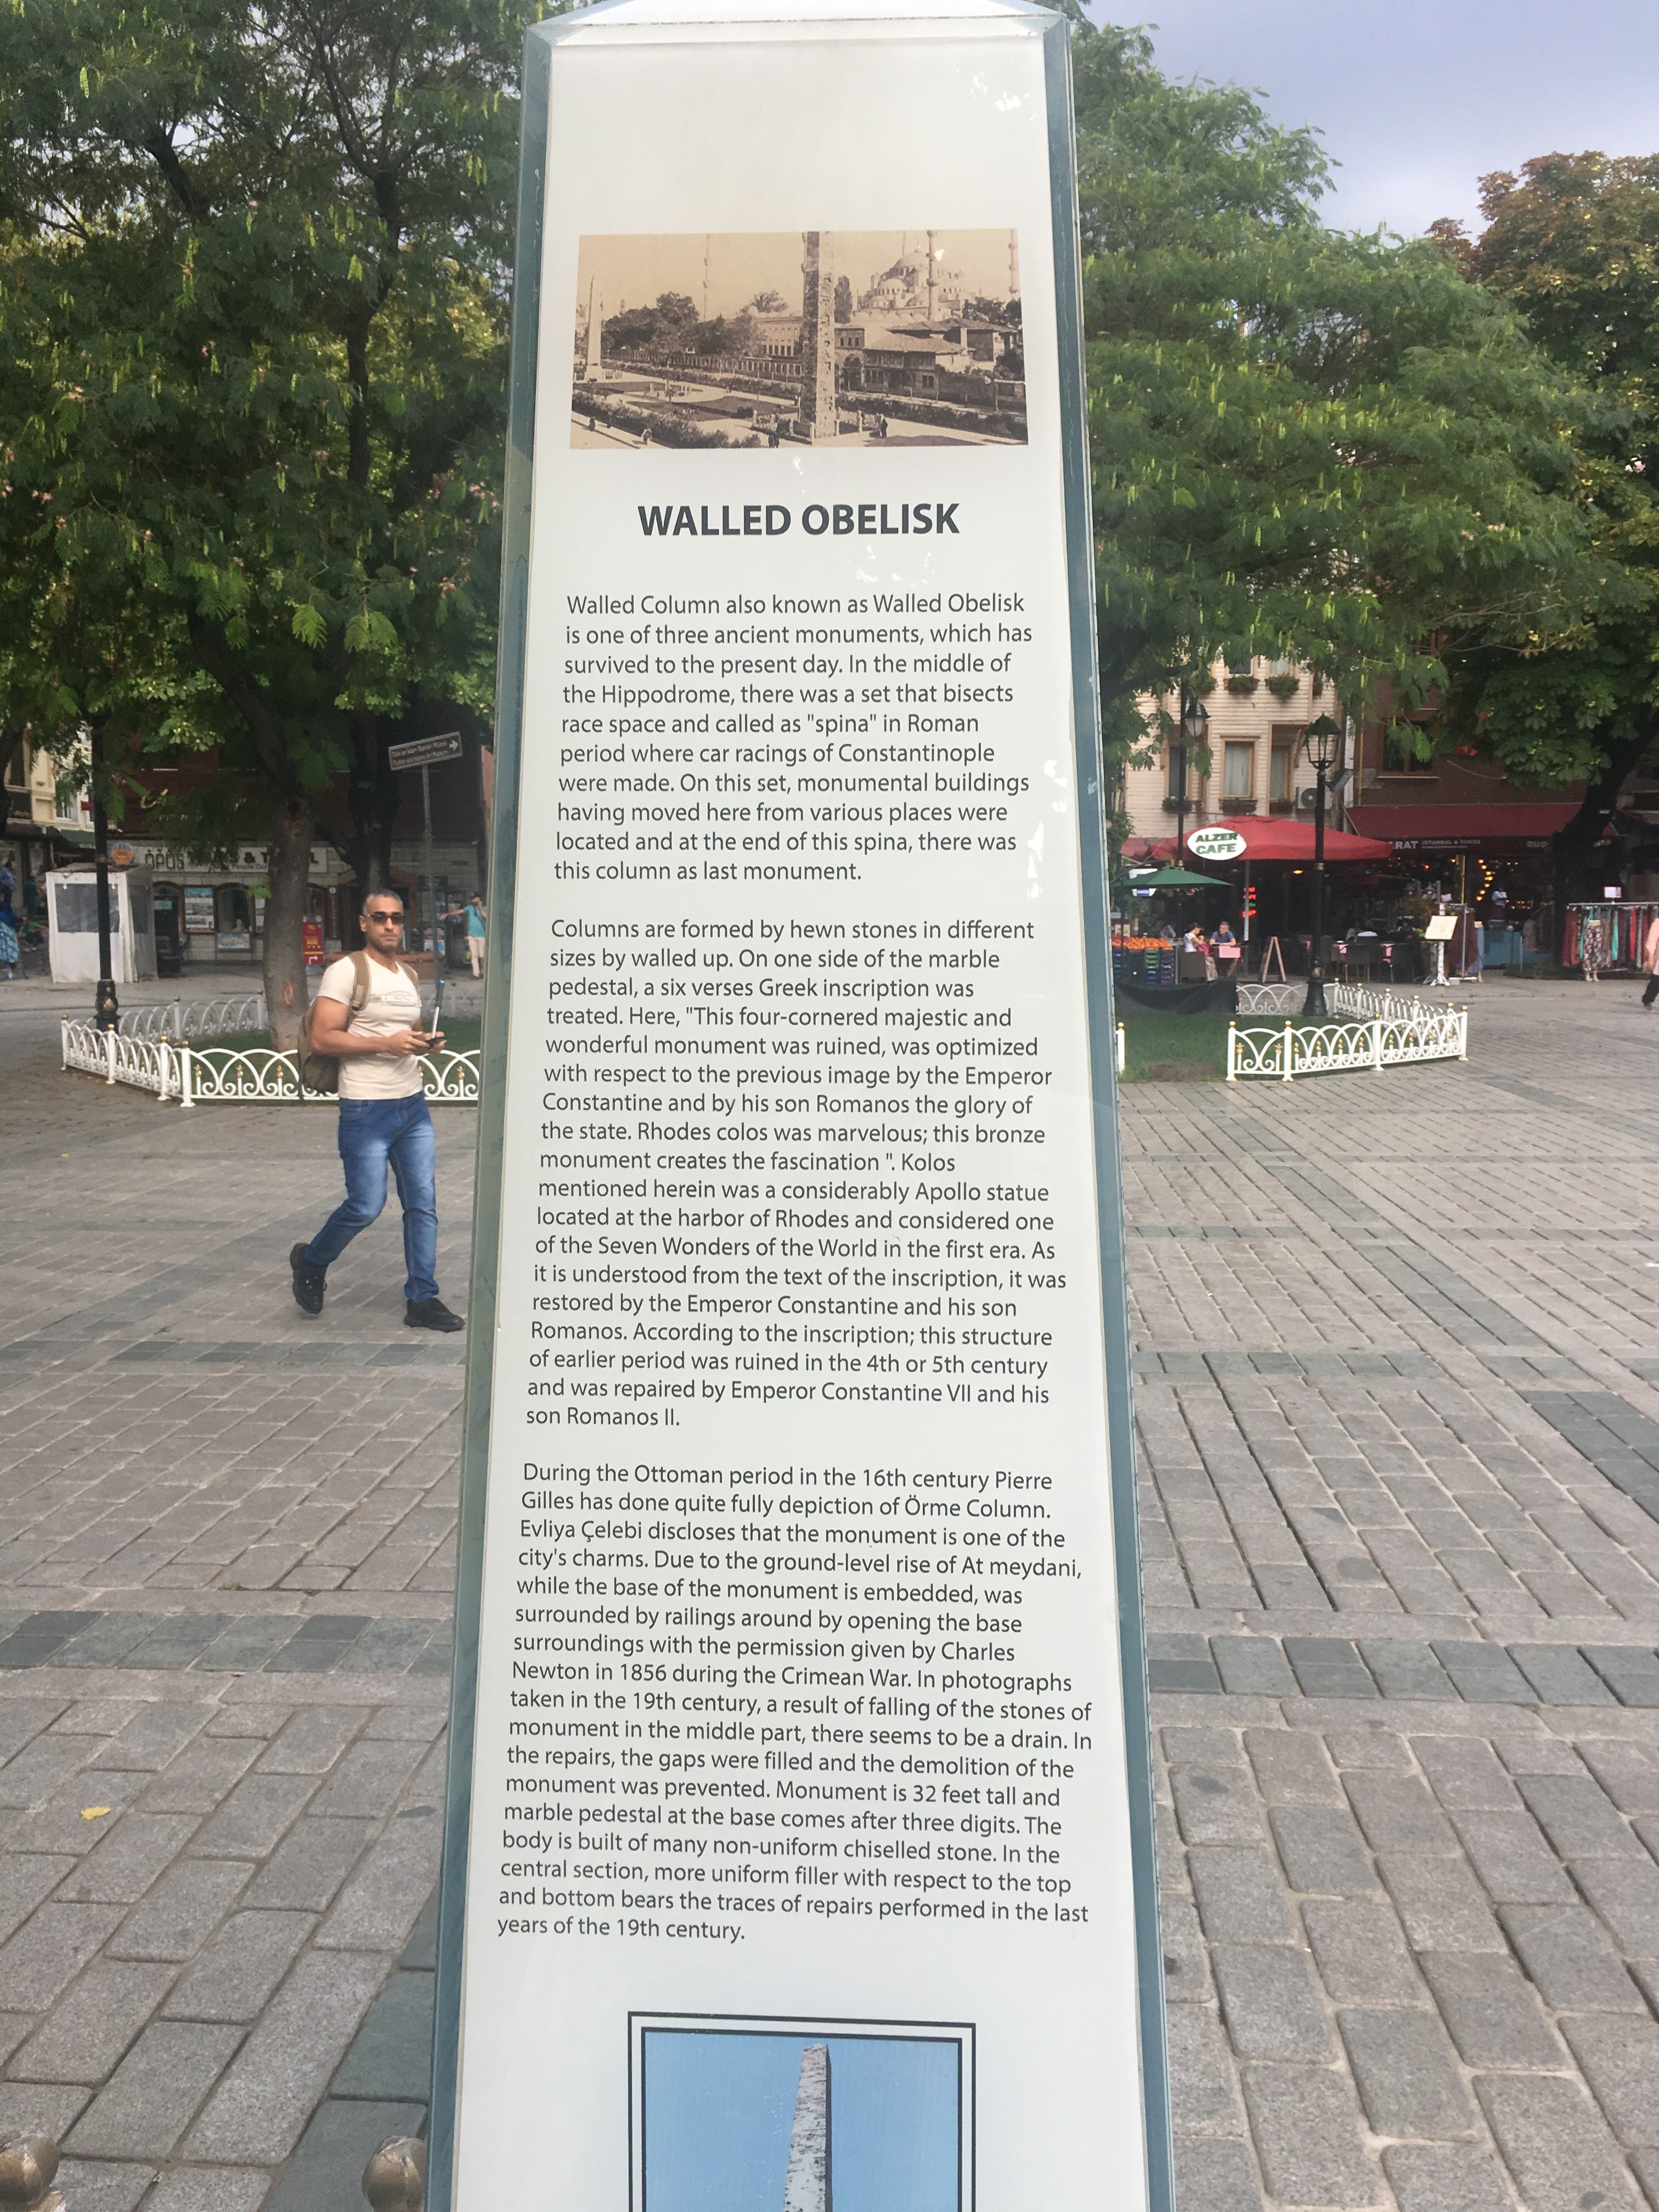 WALLED OBELISK
Walled Column also known as Walled Obelisk
is one of three ancient monuments, which has
survived to the present day. In the middle of
the Hippodrome, there was a set that bisects
race space and called as "spina" in Roman
period where car racings of Constantinople
were made. On this set, monumental buildings
having moved here from various places were
located and at the end of this spina, there was
this column as last monument.
Columns are formed by hewn stones in different
sizes by walled up. On one side of the marble
pedestal, a six verses Greek inscription was
treated. Here, "This four-cornered majestic and
wonderful monument was ruined, was optimized
with respect to the previous image by the Emperor
Constantine and by his son Romanos the glory of
the state. Rhodes colos was marvelous; this bronze
monument creates the fascination ". Kolos
mentioned herein was a considerably Apollo statue
located at the harbor of Rhodes and considered one
of the Seven Wonders of the World in the first era. As
it is understood from the text of the inscription, it was
restored by the Emperor Constantine and his son
Romanos. According to the inscription; this structure
of earlier period was ruined in the 4th or 5th century
and was repaired by Emperor Constantine VII and his
son Romanos II.
During the Ottoman period in the 16th century Pierre
Gilles has done quite fully depiction of Örme Column.
Evliya Çelebi discloses that the monument is one of the
city's charms. Due to the ground-level rise of At meydani,
while the base of the monument is embedded, was
surrounded by railings around by opening the base
surroundings with the permission given by Charles
Newton in 1856 during the Crimean War. In photographs
taken in the 19th century, a result of falling of the stones of
monument in the middle part, there seems to be a drain. In
the repairs, the gaps were filled and the demolition of the
monument was prevented. Monument is 32 feet tall and
marble pedestal at the base comes after three digits. The
body is built of many non-uniform chiselled stone. In the
central section, more uniform filler with respect to the top
and bottom bears the traces of repairs performed in the last
years of the 19th century.
ALZER
CAFE